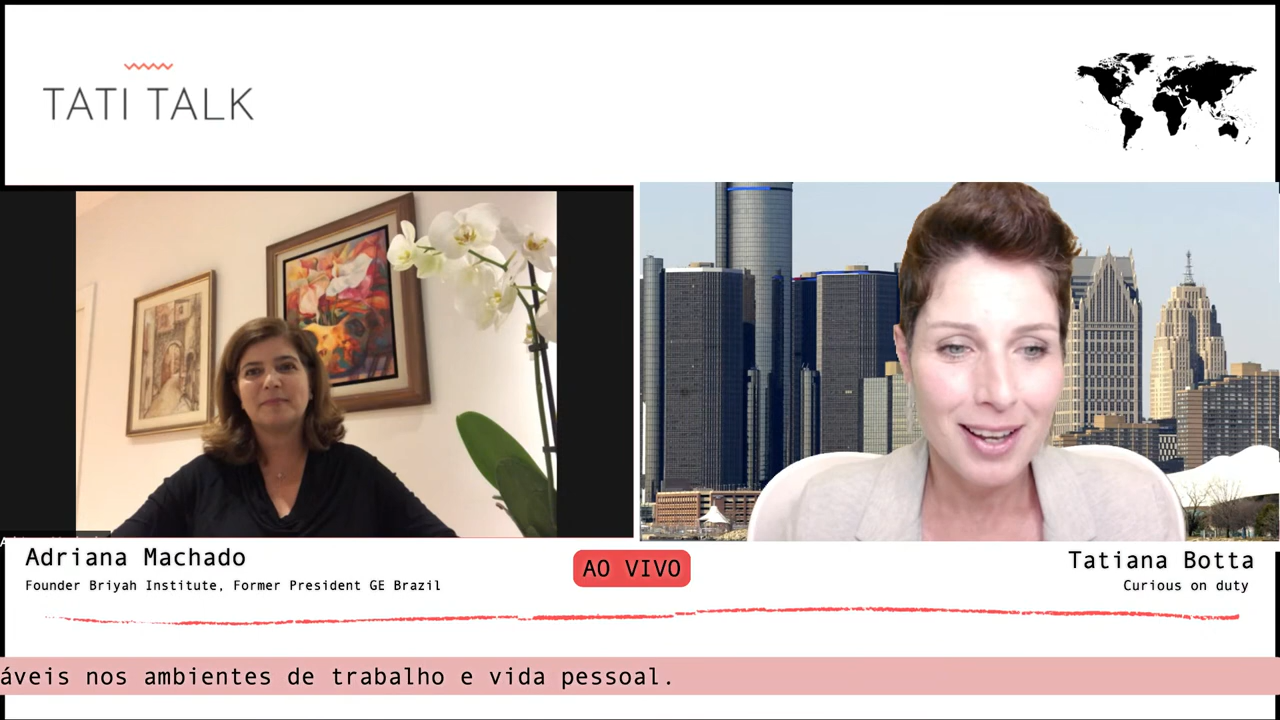 TATI TALK
Adriana Machado
Founder Briyah Institute, Former President GE Brazil
AO VIVO
Tatiana Botta
Curious on duty
áveis nos ambientes de trabalho e vida pessoal.